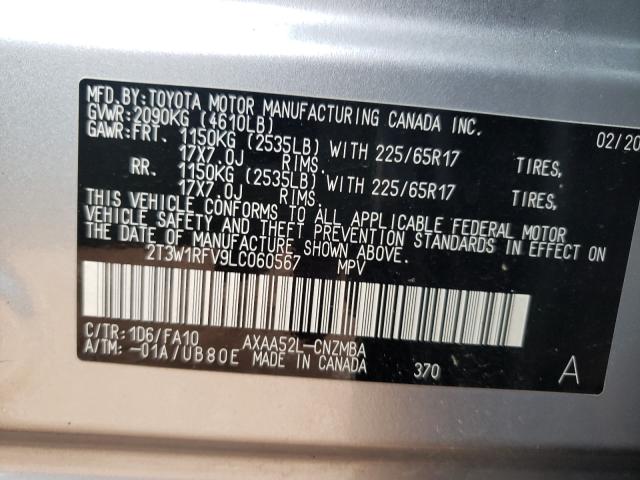 MFD.BY:TOYOTA MOTOR MANUFACTURING CANADA INC.
GVWR:2090KG (4610LB) 02/20
GAWR:FRT. 1150KG (2535LB) WITH 225/65R17 TIRES,
17X7.0J RIMS.
RR. 1150KG (2535LB) WITH 225/65R17 TIRES,
17X7.0J RIMS.
THIS VEHICLE CONFORMS TO ALL APPLICABLE FEDERAL MOTOR
VEHICLE SAFETY AND THEFT PREVENTION STANDARDS IN EFFECT ON
THE DATE OF MANUFACTURE SHOWN ABOVE.
2T3W1RFV9LC060567 MPV
C/TR:1D6/FA10 AXAA52L-CNZMBA
A/TM:-01A/UB80E MADE IN CANADA 370 A